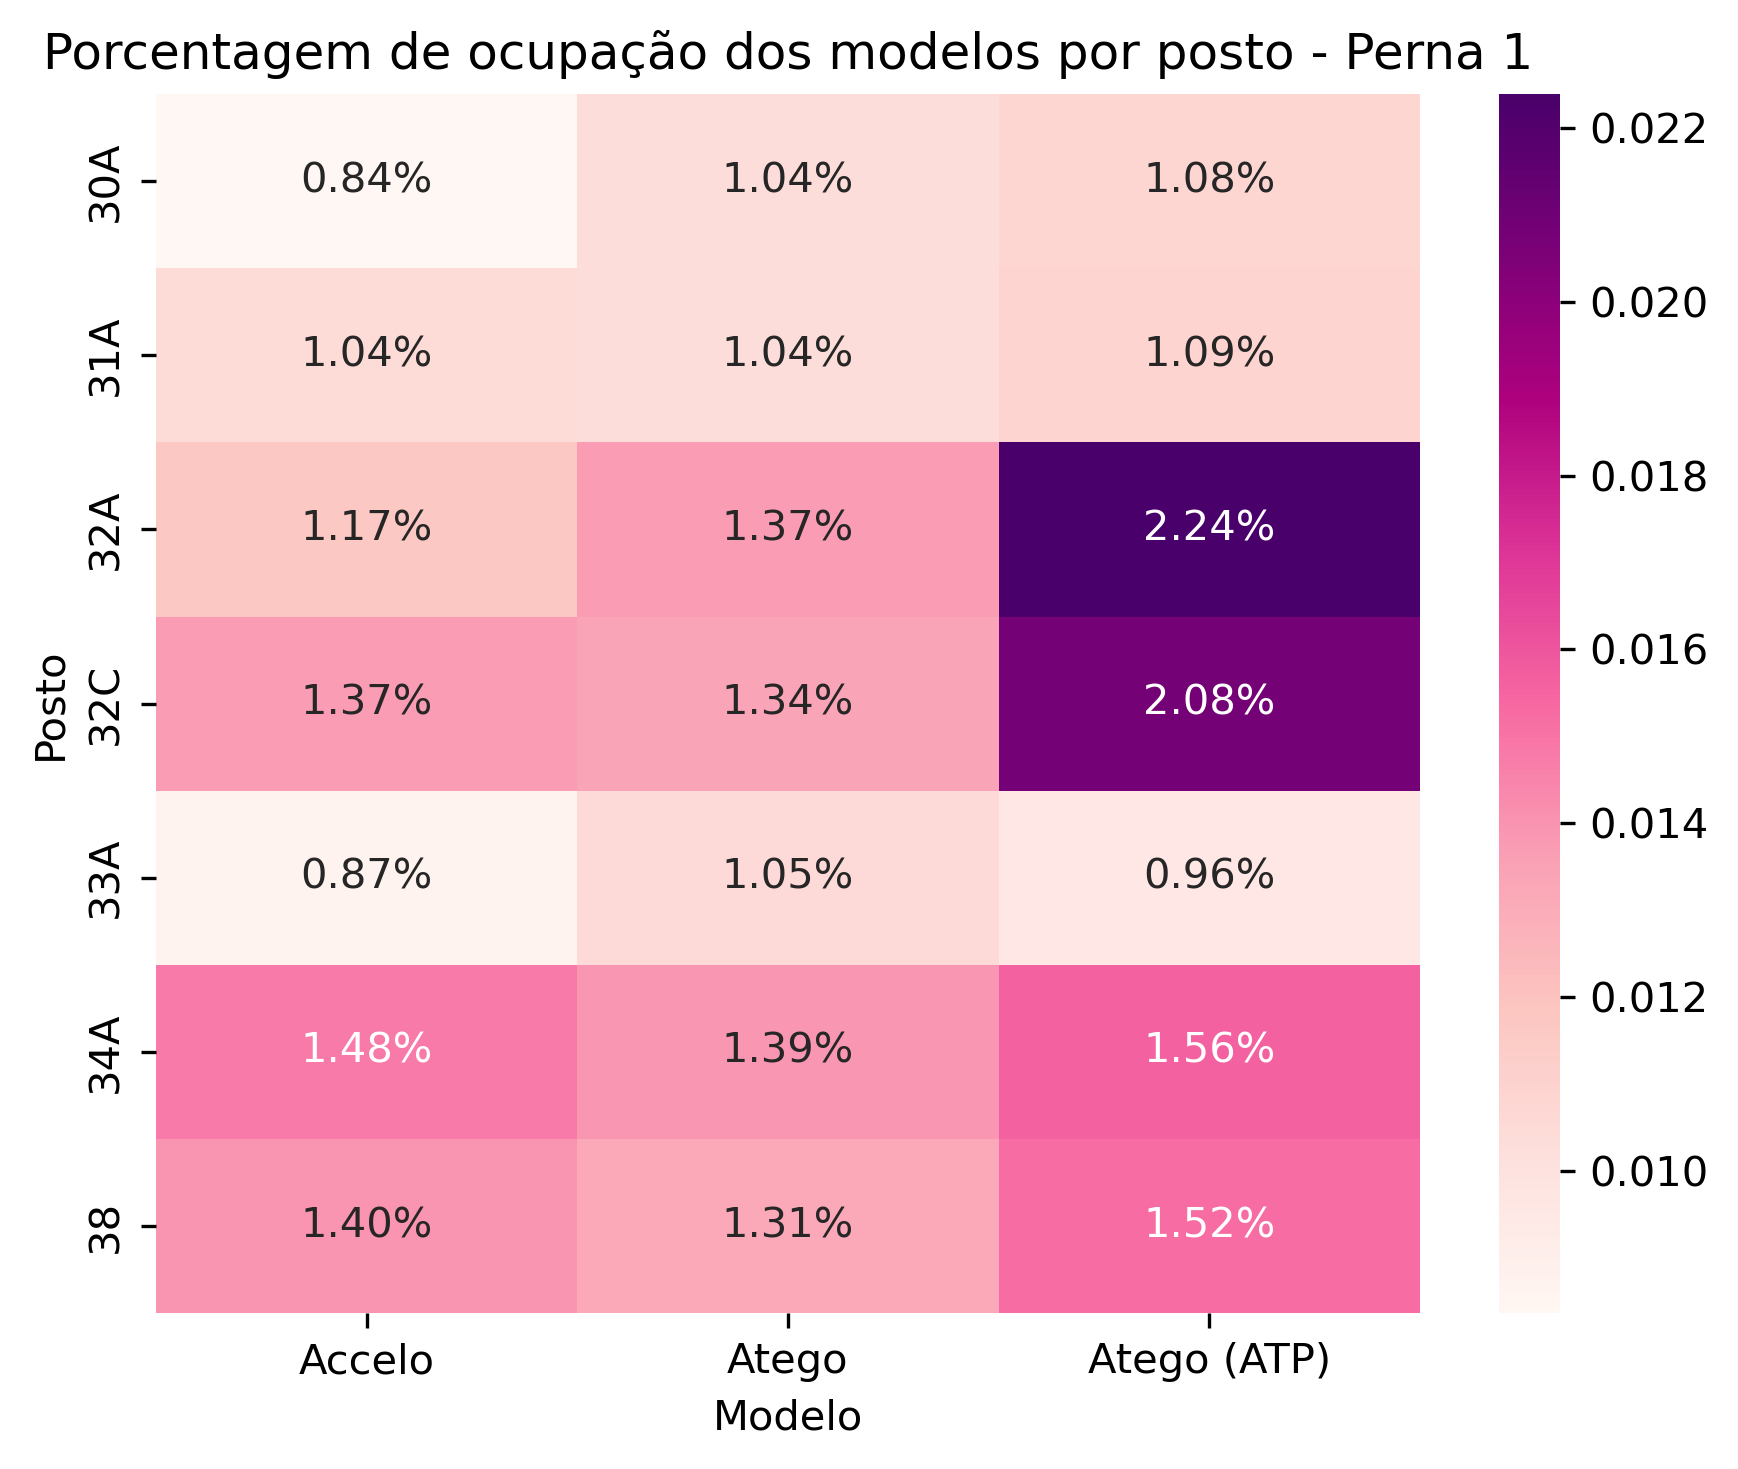 Porcentagem de ocupação dos modelos por posto - Perna 1
30A 0.84% 1.04% 1.08%
31A 1.04% 1.04% 1.09%
32A 1.17% 1.37% 2.24%
32C 1.37% 1.34% 2.08%
33A 0.87% 1.05% 0.96%
34A 1.48% 1.39% 1.56%
38 1.40% 1.31% 1.52%
Posto
Accelo Atego Atego (ATP)
Modelo
0.022
0.020
0.018
0.016
0.014
0.012
0.010